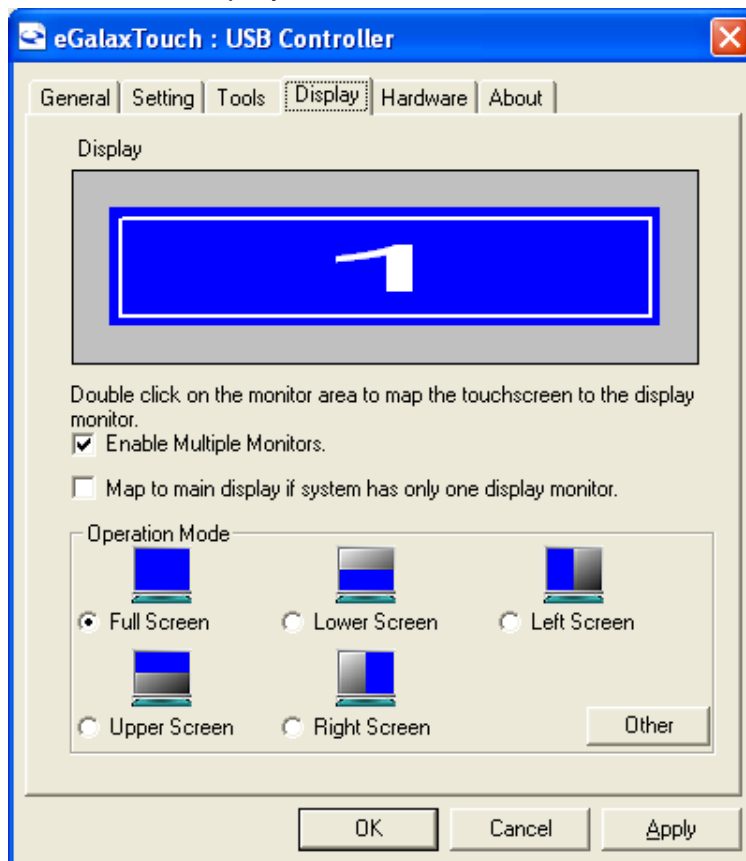 eGalaxTouch : USB Controller
General Setting Tools Display Hardware About
Display
1
Double click on the monitor area to map the touchscreen to the display
monitor.
Enable Multiple Monitors.
Map to main display if system has only one display monitor.
Operation Mode
Full Screen Lower Screen Left Screen
Upper Screen Right Screen Other
OK Cancel Apply